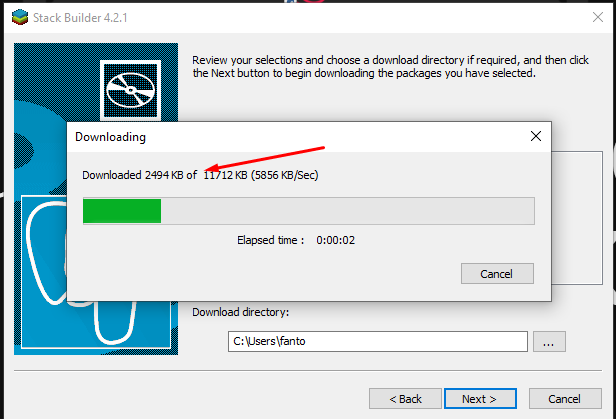 Stack Builder 4.2.1
Review your selections and choose a download directory if required, and then click
the Next button to begin downloading the packages you have selected.
Downloading
Downloaded 2494 KB of 11712 KB (5856 KB/Sec)
Elapsed time : 0:00:02
Cancel
Download directory:
C:\Users\fanto
...
< Back
Next >
Cancel